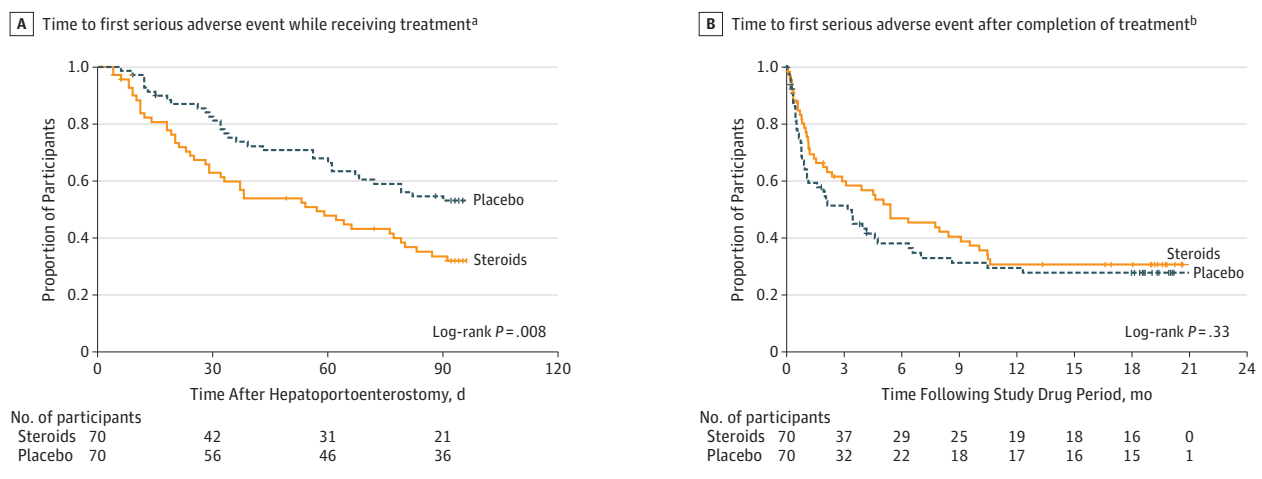 A Time to first serious adverse event while receiving treatmentᵃ
Proportion of Participants
1.0
0.8
0.6
0.4
0.2
0
Placebo
Steroids
Log-rank P = .008
0 30 60 90 120
Time After Hepatoportoenterostomy, d
No. of participants
Steroids 70 42 31 21
Placebo 70 56 46 36
B Time to first serious adverse event after completion of treatmentᵇ
Proportion of Participants
1.0
0.8
0.6
0.4
0.2
0
Steroids
Placebo
Log-rank P = .33
0 3 6 9 12 15 18 21 24
Time Following Study Drug Period, mo
No. of participants
Steroids 70 37 29 25 19 18 16 0
Placebo 70 32 22 18 17 16 15 1